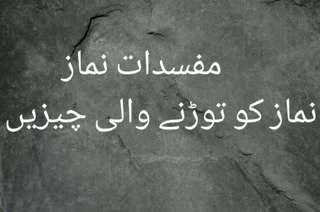 مفسدات نماز
نماز کو توڑنے والی چیزیں